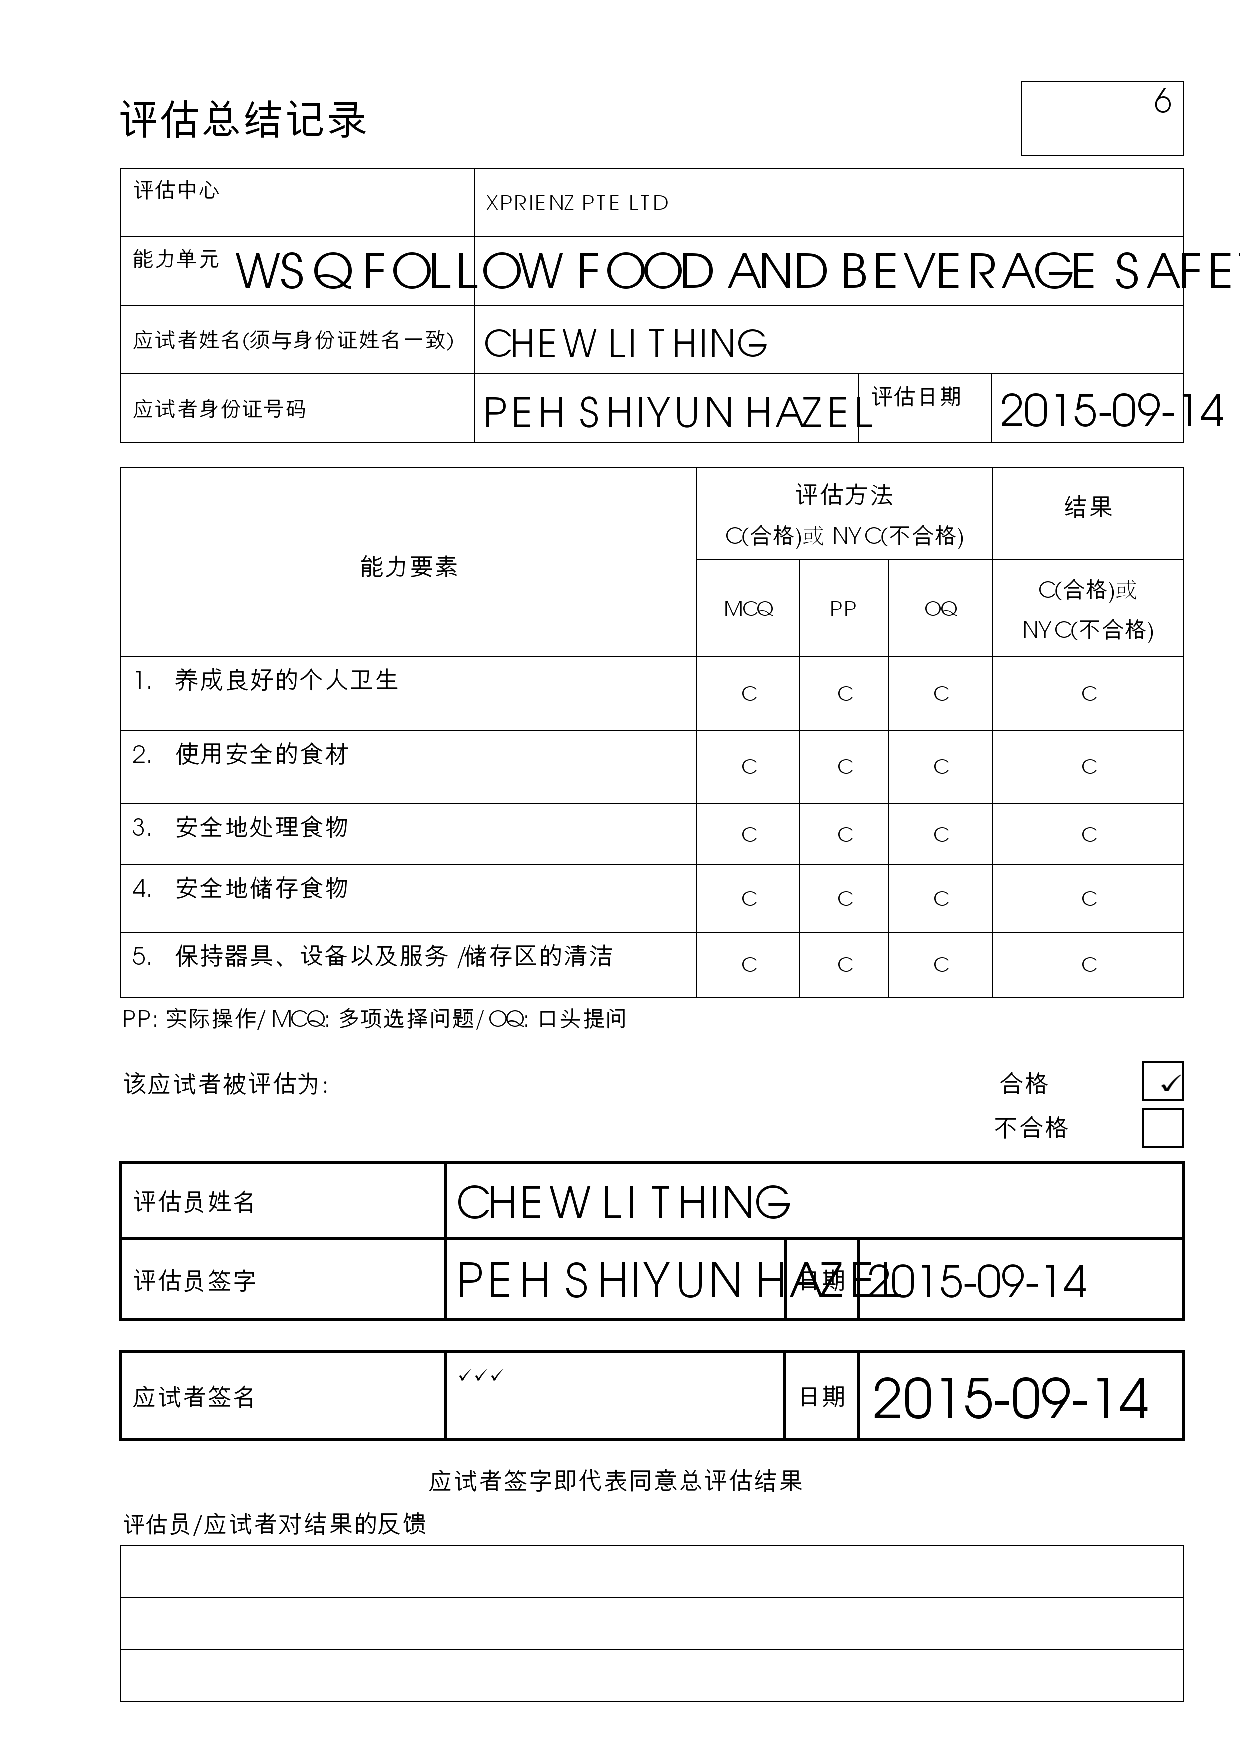 评估总结记录
6
评估中心 XPRIENZ PTE LTD
能力单元 WSQ FOLLOW FOOD AND BEVERAGE SAFE
应试者姓名(须与身份证姓名一致) CHEW LI THING
应试者身份证号码 PEH SHIYUN HAZEL 评估日期 2015-09-14
能力要素 评估方法 结果
C(合格)或 NYC(不合格)
MCQ PP OQ C(合格)或
NYC(不合格)
1. 养成良好的个人卫生 C C C C
2. 使用安全的食材 C C C C
3. 安全地处理食物 C C C C
4. 安全地储存食物 C C C C
5. 保持器具、设备以及服务 /储存区的清洁 C C C C
PP: 实际操作/ MCQ: 多项选择问题/ OQ: 口头提问
该应试者被评估为: 合格 ✓
不合格
评估员姓名 CHEW LI THING
评估员签字 PEH SHIYUN HAZEL 日期 2015-09-14
应试者签名 ✓✓✓ 日期 2015-09-14
应试者签字即代表同意总评估结果
评估员/应试者对结果的反馈